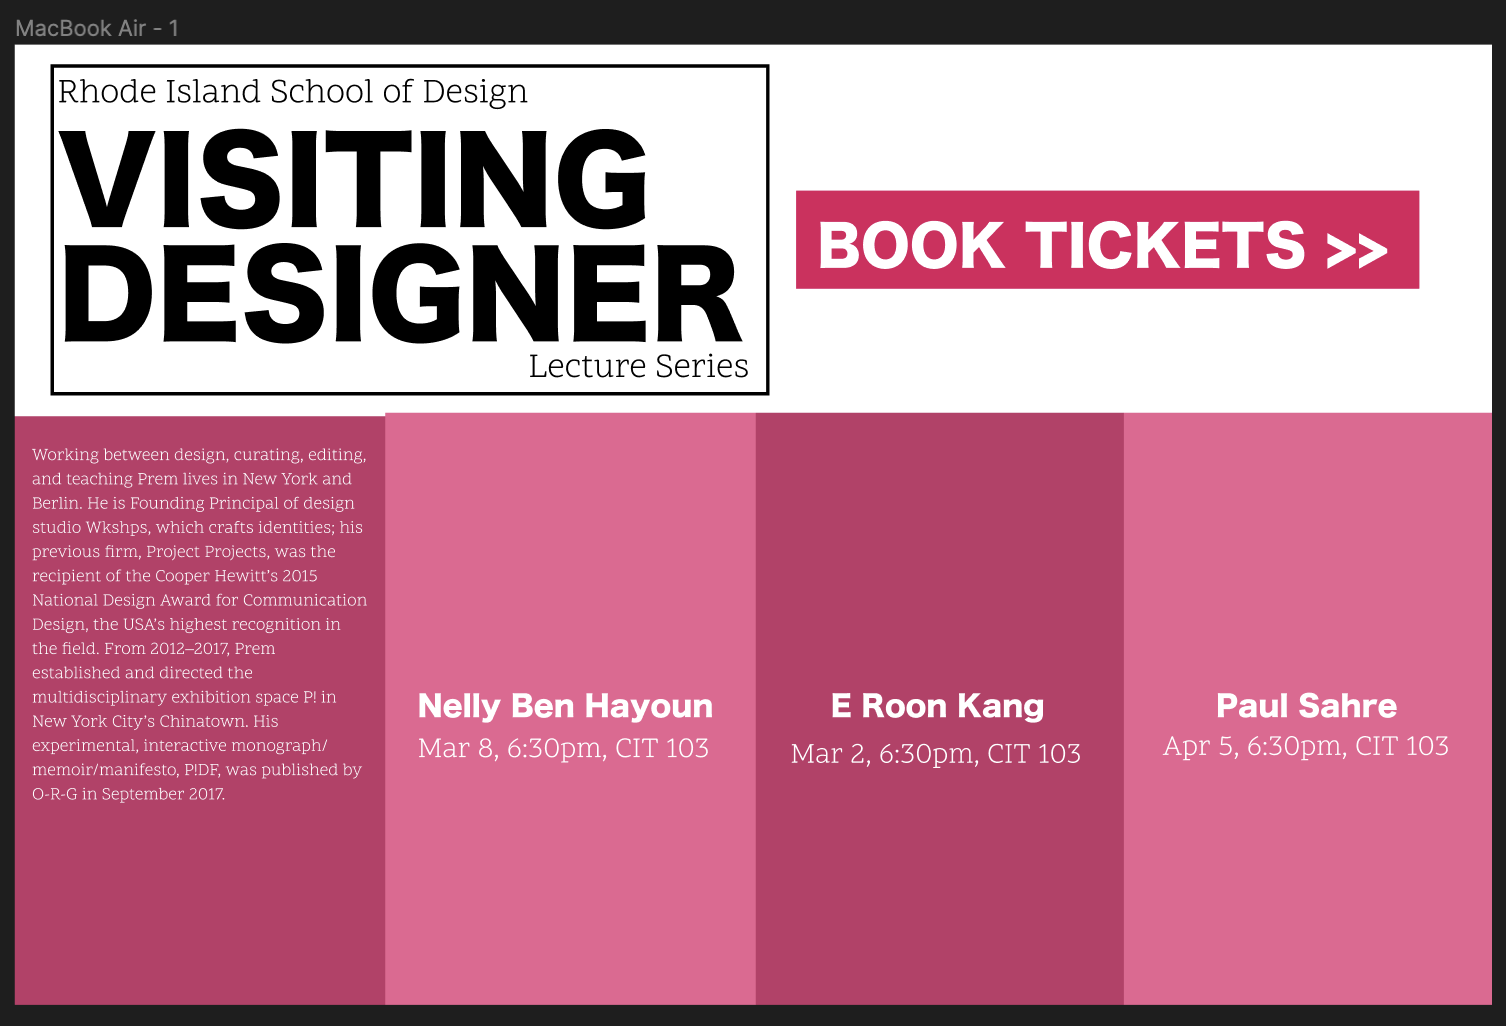 MacBook Air - 1
Rhode Island School of Design
VISITING
DESIGNER
Lecture Series
BOOK TICKETS >>
Working between design, curating, editing,
and teaching Prem lives in New York and
Berlin. He is Founding Principal of design
studio Wkshps, which crafts identities; his
previous firm, Project Projects, was the
recipient of the Cooper Hewitt’s 2015
National Design Award for Communication
Design, the USA’s highest recognition in
the field. From 2012–2017, Prem
established and directed the
multidisciplinary exhibition space P! in
New York City’s Chinatown. His
experimental, interactive monograph/
memoir/manifesto, P!DF, was published by
O-R-G in September 2017.
Nelly Ben Hayoun
Mar 8, 6:30pm, CIT 103
E Roon Kang
Mar 2, 6:30pm, CIT 103
Paul Sahre
Apr 5, 6:30pm, CIT 103